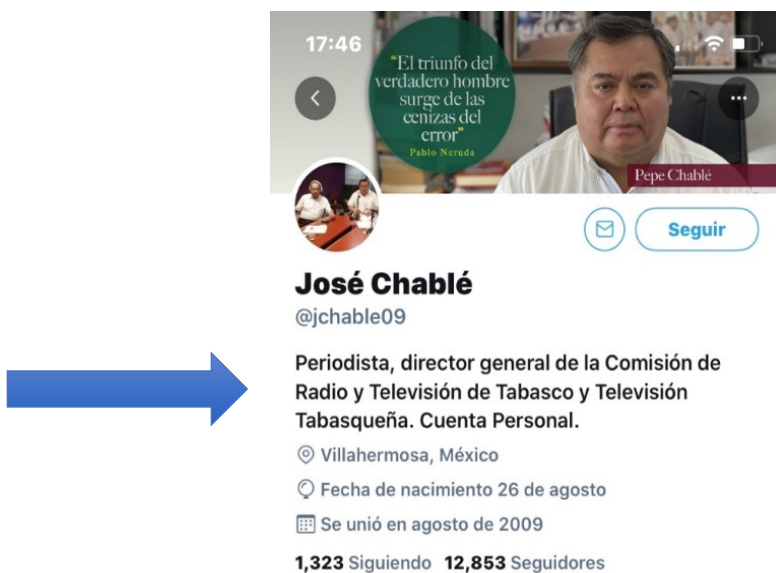 17:46
"El triunfo del
verdadero hombre
surge de las
cenizas del
error"
Pablo Neruda
Pepe Chablé
Seguir
José Chablé
@jchable09
Periodista, director general de la Comisión de
Radio y Televisión de Tabasco y Televisión
Tabasqueña. Cuenta Personal.
Villahermosa, México
Fecha de nacimiento 26 de agosto
Se unió en agosto de 2009
1,323 Siguiendo 12,853 Seguidores